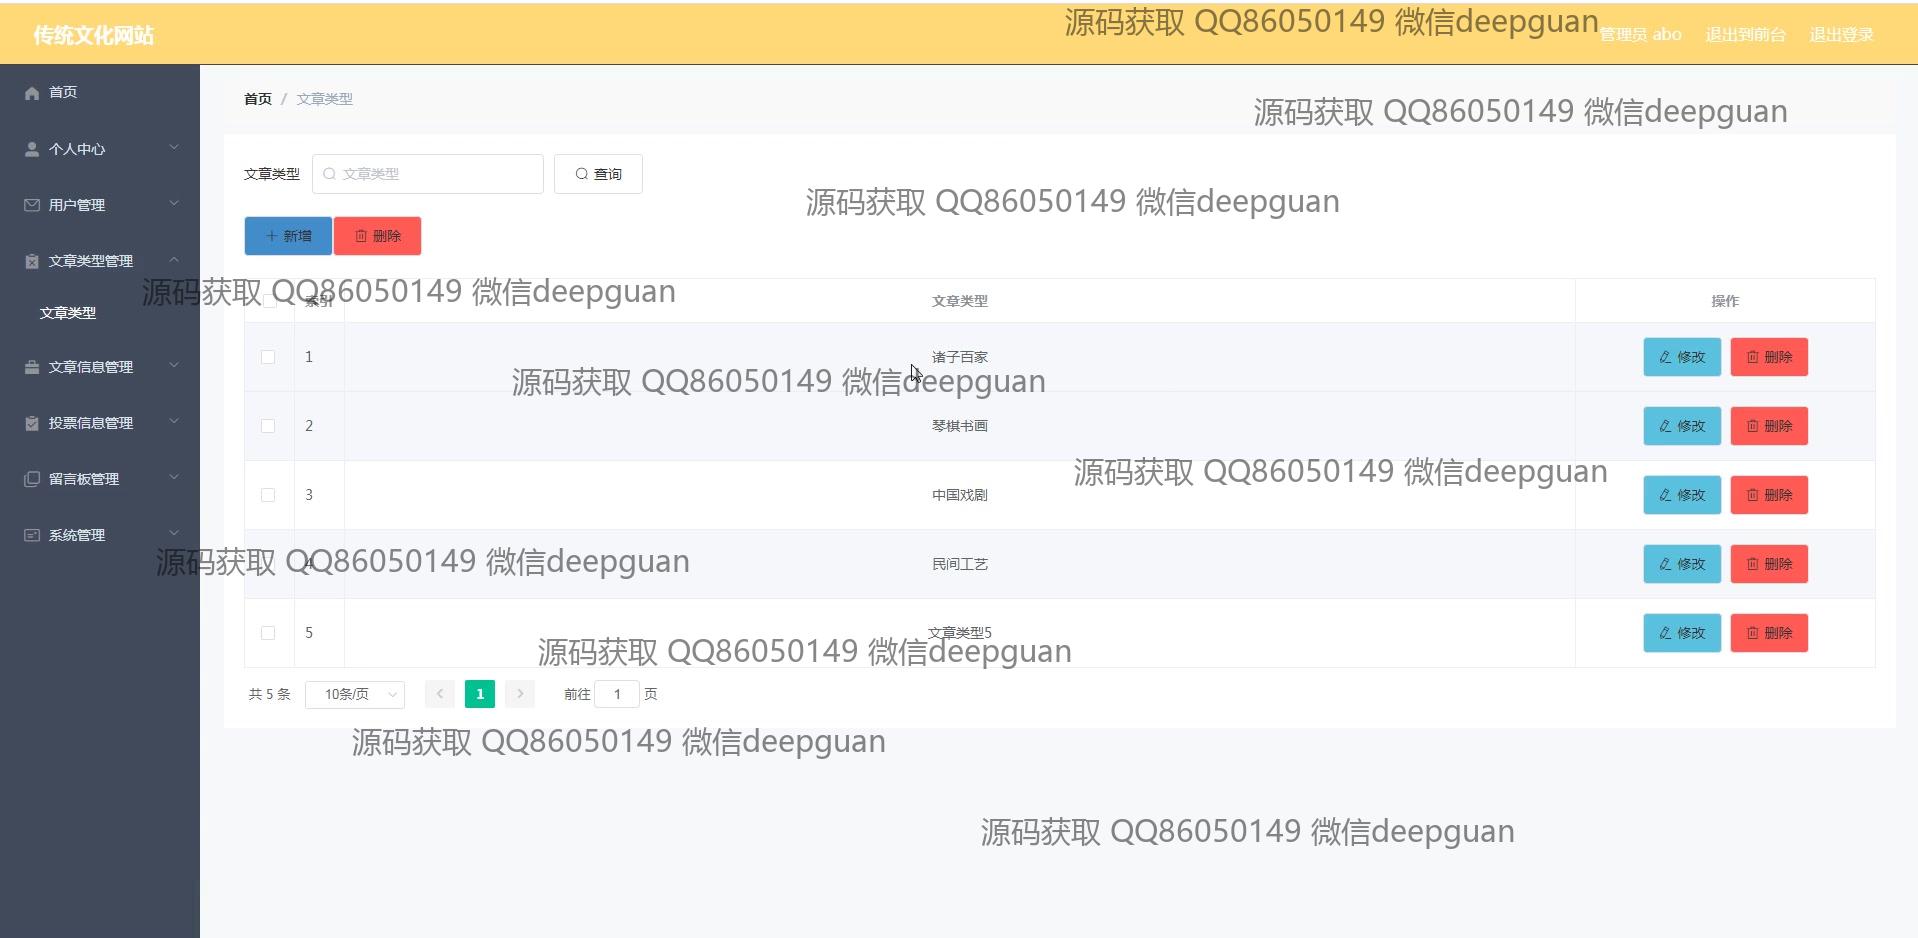 源码获取 QQ86050149 微信deepguan
传统文化网站
管理员 abo 退出到前台 退出登录
首页
首页 / 文章类型
源码获取 QQ86050149 微信deepguan
个人中心
文章类型 文章类型 查询
源码获取 QQ86050149 微信deepguan
用户管理
新增 删除
文章类型管理
源码获取 QQ86050149 微信deepguan
索引 文章类型 操作
文章类型
1 诸子百家 修改 删除
文章信息管理
源码获取 QQ86050149 微信deepguan
投票信息管理
2 琴棋书画 修改 删除
源码获取 QQ86050149 微信deepguan
留言板管理
3 中国戏剧 修改 删除
系统管理
源码获取 QQ86050149 微信deepguan
4 民间工艺 修改 删除
5 文章类型5 修改 删除
源码获取 QQ86050149 微信deepguan
共 5 条 10条/页 1 前往 1 页
源码获取 QQ86050149 微信deepguan
源码获取 QQ86050149 微信deepguan